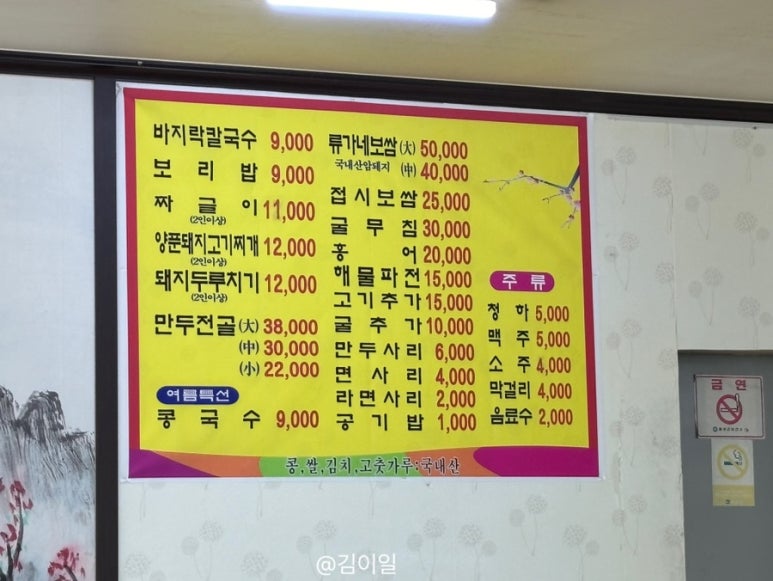 바지락칼국수 9,000
보리밥 9,000
짜글이 11,000
(2인이상)
양푼돼지고기찌개 12,000
(2인이상)
돼지두루치기 12,000
(2인이상)
만두전골 (大) 38,000
(中) 30,000
(小) 22,000
여름특선
콩국수 9,000
류가네보쌈 (大) 50,000
국내산암돼지 (中) 40,000
접시보쌈 25,000
굴무침 30,000
홍어 20,000
해물파전 15,000
고기추가 15,000
굴추가 10,000
만두사리 6,000
면사리 4,000
라면사리 2,000
공기밥 1,000
주류
청하 5,000
맥주 5,000
소주 4,000
막걸리 4,000
음료수 2,000
콩,쌀,김치,고춧가루:국내산
금연
@김이일